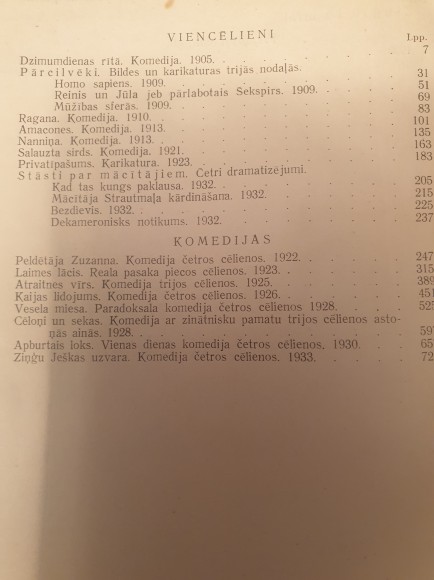 VIENCĒLIENI
Lpp.
Dzimumdienas rītā. Komedija. 1905. 7
Pārcilvēki. Bildes un karikaturas trijās nodaļās.
Homo sapiens. 1909. 31
Reinis un Jūla jeb pārlabotais Sekspirs. 1909. 51
Mūžības sferās. 1909. 69
Ragana. Komedija. 1910. 83
Amacones. Komedija. 1913. 101
Nanniņa. Komedija. 1913. 135
Salauzta sirds. Komedija. 1921. 163
Privatīpašums. Karikatura. 1923. 183
Stāsti par mācītājiem. Četri dramatizējumi.
Kad tas kungs paklausa. 1932. 205
Mācītāja Strautmaļa kārdināšana. 1932. 215
Bezdievis. 1932. 225
Dekameronisks notikums. 1932. 237
KOMEDIJAS
Peldētāja Zuzanna. Komedija četros cēlienos. 1922. 247
Laimes lācis. Reala pasaka piecos cēlienos. 1923. 315
Atraitnes vīrs. Komedija trijos cēlienos. 1925. 389
Kaijas lidojums. Komedija četros cēlienos. 1926. 451
Vesela miesa. Paradoksala komedija četros cēlienos 1928. 525
Cēloņi un sekas. Komedija ar zinātnisku pamatu trijos cēlienos asto-
ņās ainās. 1928. 597
Apburtais loks. Vienas dienas komedija četros cēlienos. 1930. 65
Ziņģu Ješkas uzvara. Komedija četros cēlienos. 1933. 72